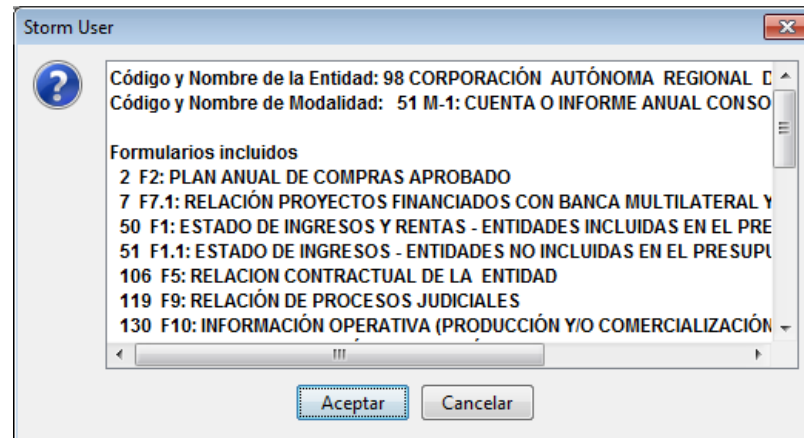 Storm User
Código y Nombre de la Entidad: 98 CORPORACIÓN AUTÓNOMA REGIONAL D
Código y Nombre de Modalidad: 51 M-1: CUENTA O INFORME ANUAL CONSO
Formularios incluidos
2 F2: PLAN ANUAL DE COMPRAS APROBADO
7 F7.1: RELACIÓN PROYECTOS FINANCIADOS CON BANCA MULTILATERAL Y
50 F1: ESTADO DE INGRESOS Y RENTAS - ENTIDADES INCLUIDAS EN EL PRE
51 F1.1: ESTADO DE INGRESOS - ENTIDADES NO INCLUIDAS EN EL PRESUPU
106 F5: RELACION CONTRACTUAL DE LA ENTIDAD
119 F9: RELACIÓN DE PROCESOS JUDICIALES
130 F10: INFORMACIÓN OPERATIVA (PRODUCCIÓN Y/O COMERCIALIZACIÓN
Aceptar
Cancelar